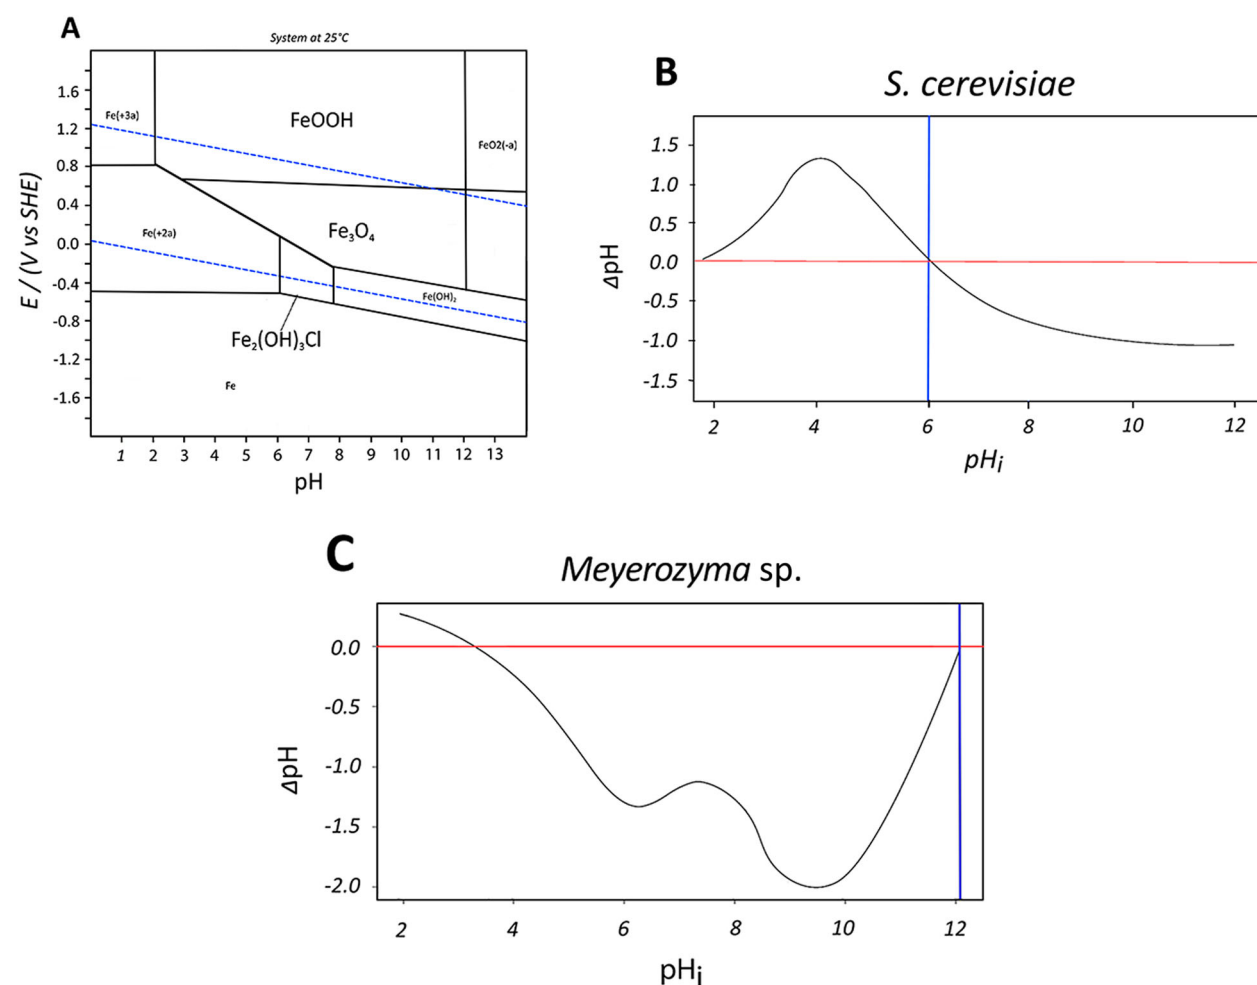 A
System at 25°C
E / (V vs SHE)
1.6
1.2
0.8
0.4
0.0
-0.4
-0.8
-1.2
-1.6
Fe(+3a)
FeOOH
FeO2(-a)
Fe(+2a)
Fe₃O₄
Fe(OH)₂
Fe₂(OH)₃Cl
Fe
1 2 3 4 5 6 7 8 9 10 11 12 13
pH
B
S. cerevisiae
ΔpH
1.5
1.0
0.5
0.0
-0.5
-1.0
-1.5
2 4 6 8 10 12
pHᵢ
C
Meyerozyma sp.
ΔpH
0.0
-0.5
-1.0
-1.5
-2.0
2 4 6 8 10 12
pHᵢ